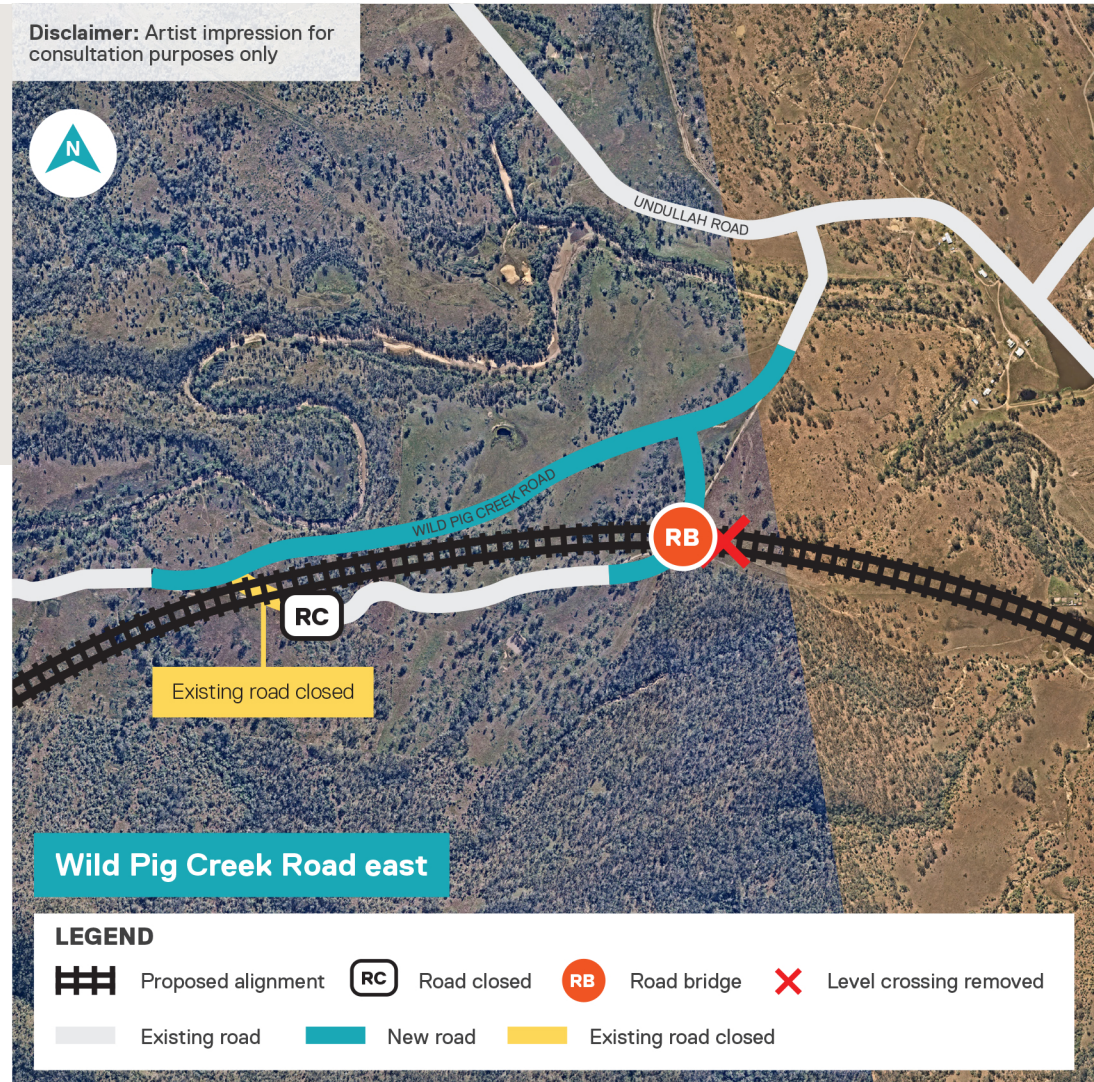 Disclaimer: Artist impression for
consultation purposes only
N
UNDULLAH ROAD
WILD PIG CREEK ROAD
RB
RC
Existing road closed
Wild Pig Creek Road east
LEGEND
Proposed alignment
RC
Road closed
RB
Road bridge
Level crossing removed
Existing road
New road
Existing road closed